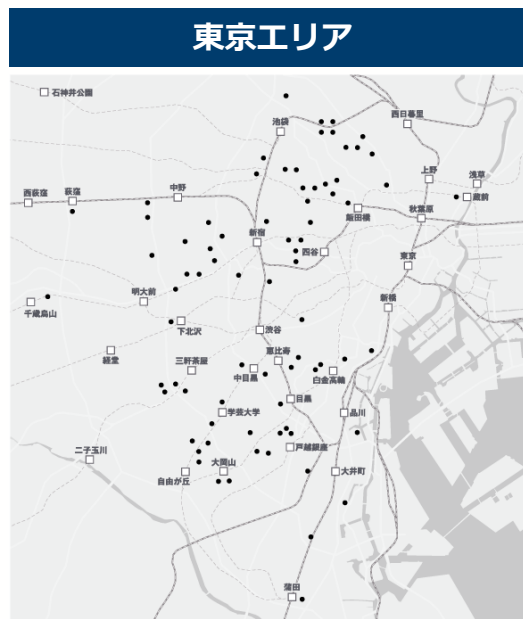 東京エリア
石神井公園
池袋
西日暮里
西荻窪
荻窪
中野
上野
浅草
蔵前
飯田橋
秋葉原
新宿
四谷
東京
明大前
千歳烏山
新橋
下北沢
渋谷
経堂
三軒茶屋
恵比寿
中目黒
白金高輪
目黒
学芸大学
品川
二子玉川
戸越銀座
自由が丘
大岡山
大井町
蒲田